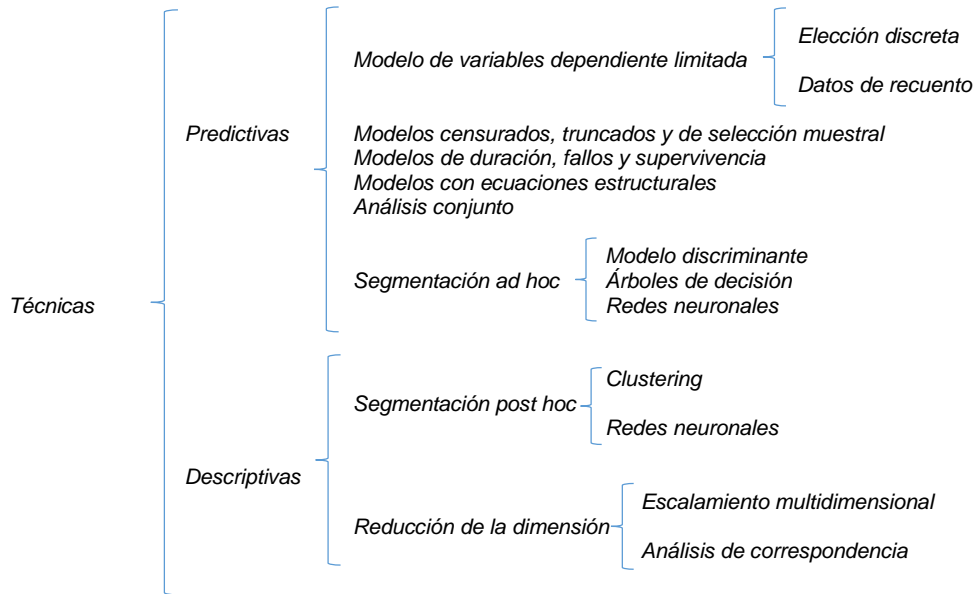 Elección discreta
Modelo de variables dependiente limitada
Datos de recuento
Predictivas
Modelos censurados, truncados y de selección muestral
Modelos de duración, fallos y supervivencia
Modelos con ecuaciones estructurales
Análisis conjunto
Modelo discriminante
Segmentación ad hoc
Árboles de decisión
Redes neuronales
Técnicas
Clustering
Segmentación post hoc
Redes neuronales
Descriptivas
Escalamiento multidimensional
Reducción de la dimensión
Análisis de correspondencia